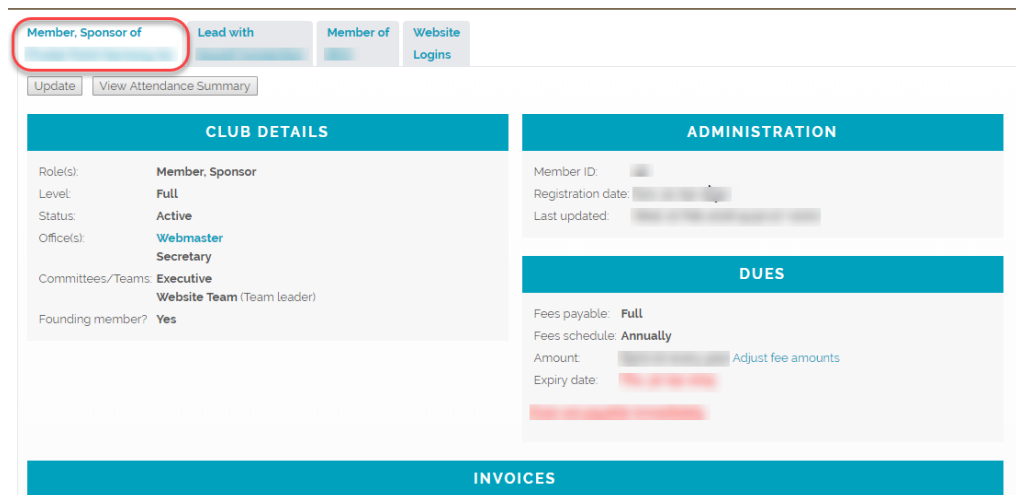 Member, Sponsor of
Lead with
Member of
Website
Logins
Update
View Attendance Summary
CLUB DETAILS
Role(s): Member, Sponsor
Level: Full
Status: Active
Office(s): Webmaster
Secretary
Committees/Teams: Executive
Website Team (Team leader)
Founding member? Yes
ADMINISTRATION
Member ID:
Registration date:
Last updated:
DUES
Fees payable: Full
Fees schedule: Annually
Amount: Adjust fee amounts
Expiry date:
INVOICES